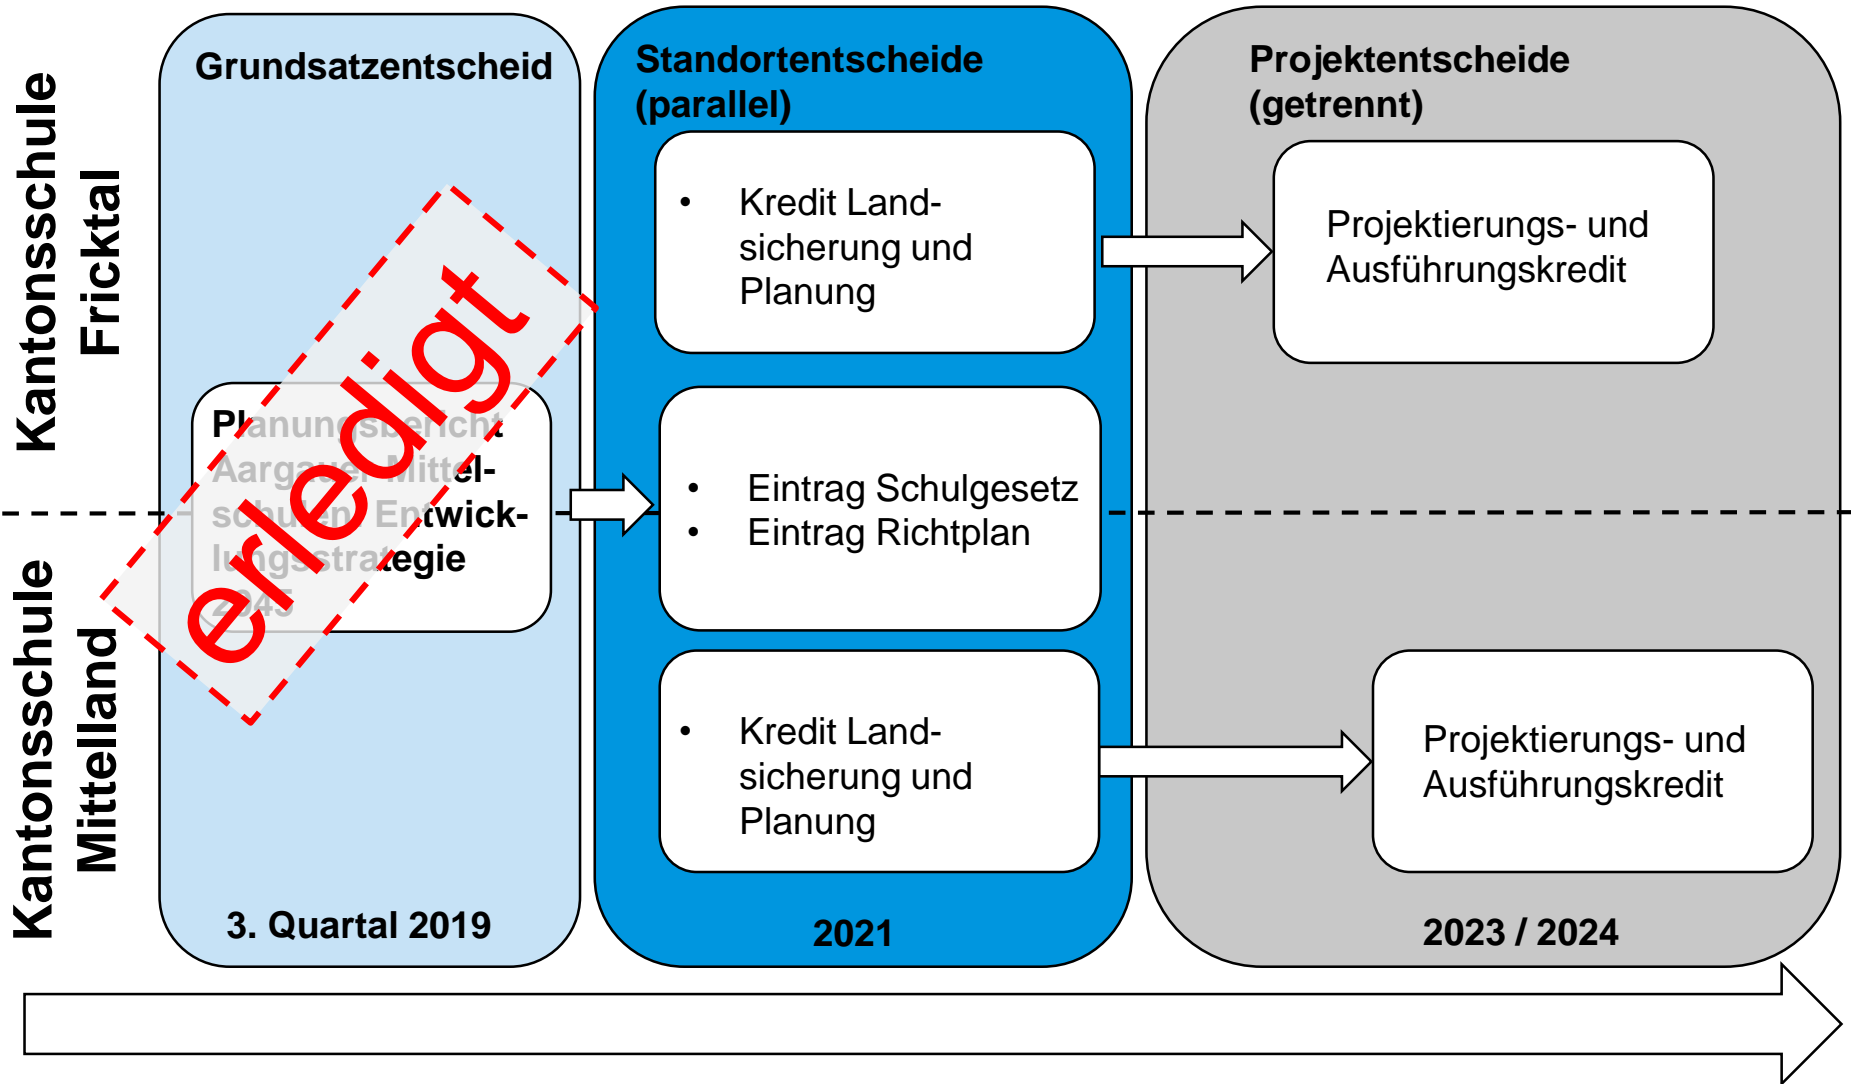 Kantonsschule
Fricktal
Kantonsschule
Mittelland
Grundsatzentscheid
Planungsbericht
Aargauer Mittel-
schulen, Entwick-
lungsstrategie
2045
erledigt
3. Quartal 2019
Standortentscheide
(parallel)
• Kredit Land-
sicherung und
Planung
• Eintrag Schulgesetz
• Eintrag Richtplan
• Kredit Land-
sicherung und
Planung
2021
Projektentscheide
(getrennt)
Projektierungs- und
Ausführungskredit
Projektierungs- und
Ausführungskredit
2023 / 2024